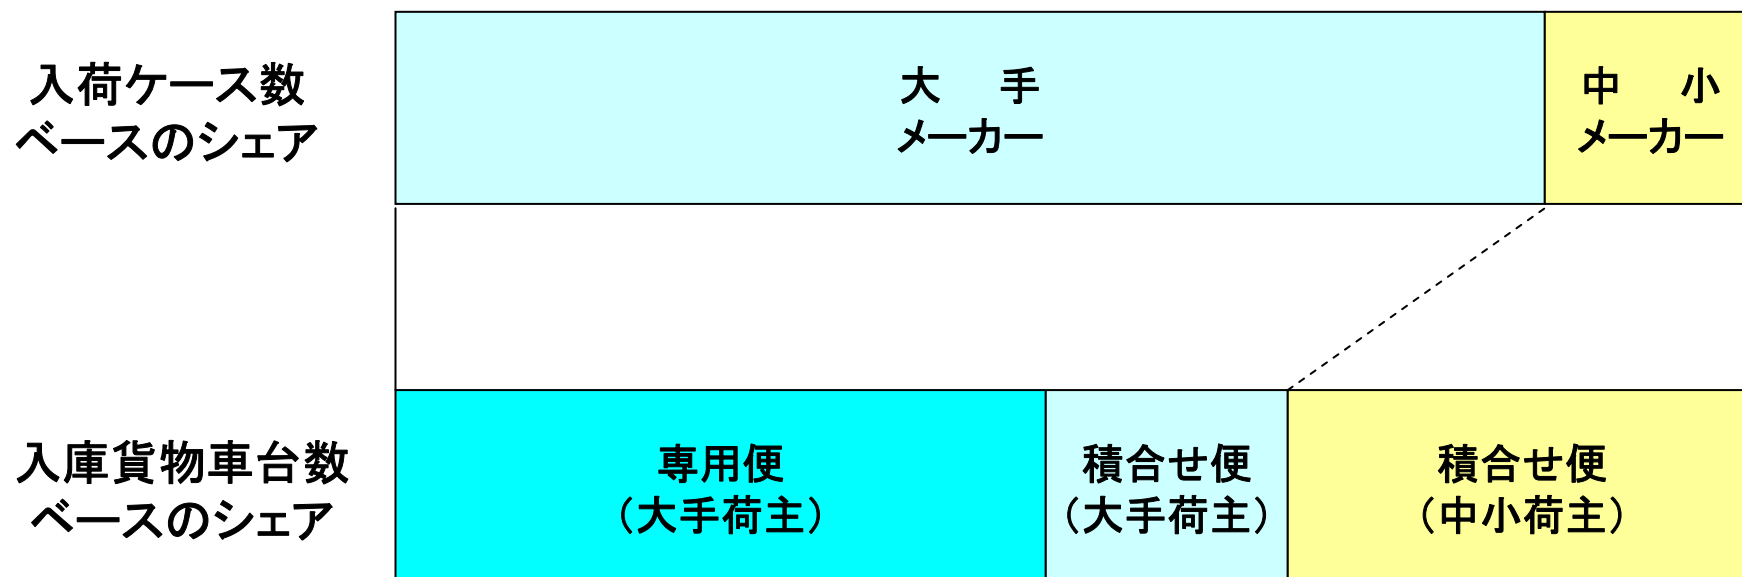 入荷ケース数
ベースのシェア
大　手
メーカー
中　小
メーカー
入庫貨物車台数
ベースのシェア
専用便
（大手荷主）
積合せ便
（大手荷主）
積合せ便
（中小荷主）